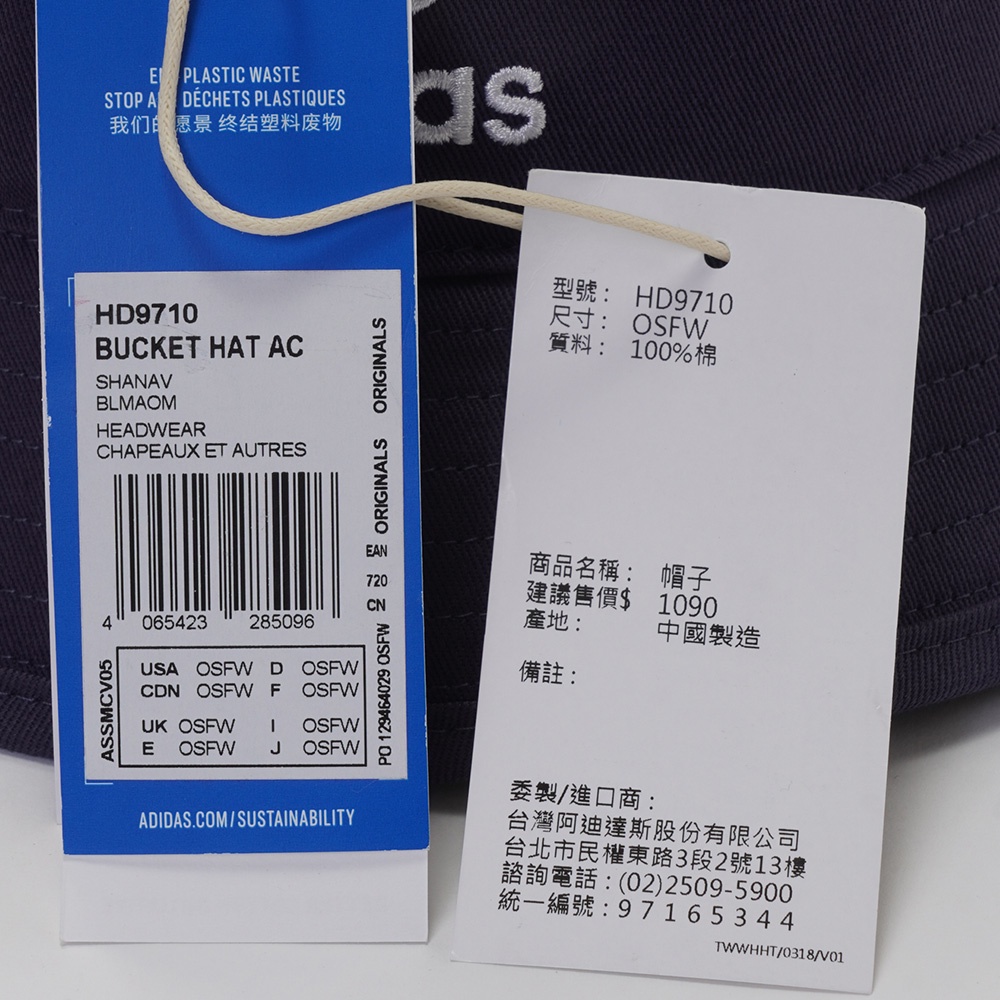 PLASTIC WASTE
STOP DÉCHETS PLASTIQUES
我们的愿景 终结塑料废物
as
HD9710
BUCKET HAT AC
SHANAV
BLMAOM
HEADWEAR
CHAPEAUX ET AUTRES
ORIGINALS
ORIGINALS
EAN
720
CN
4 065423 285096
PO 129464029 OSFW
ASSMCV05
USA OSFW D OSFW
CDN OSFW F OSFW
UK OSFW I OSFW
E OSFW J OSFW
ADIDAS.COM/SUSTAINABILITY
型號： HD9710
尺寸： OSFW
質料： 100%棉
商品名稱： 帽子
建議售價$ 1090
產地： 中國製造
備註：
委製/進口商：
台灣阿迪達斯股份有限公司
台北市民權東路3段2號13樓
諮詢電話：(02)2509-5900
統一編號：97165344
TWWHHT/0318/V01